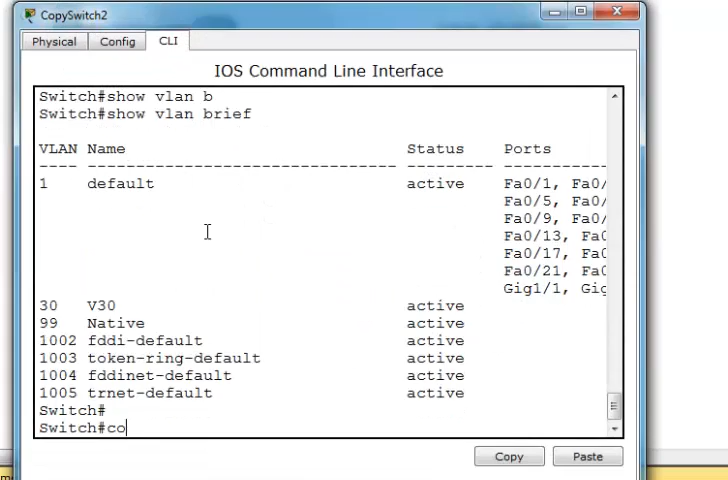 CopySwitch2
Physical Config CLI
IOS Command Line Interface
Switch#show vlan b
Switch#show vlan brief
VLAN Name Status Ports
---- -------------------------------- --------- -----------
1 default active Fa0/1, Fa0/
Fa0/5, Fa0/
Fa0/9, Fa0/
Fa0/13, Fa0
Fa0/17, Fa0
Fa0/21, Fa0
Gig1/1, Gig
30 V30 active
99 Native active
1002 fddi-default active
1003 token-ring-default active
1004 fddinet-default active
1005 trnet-default active
Switch#
Switch#co
Copy Paste